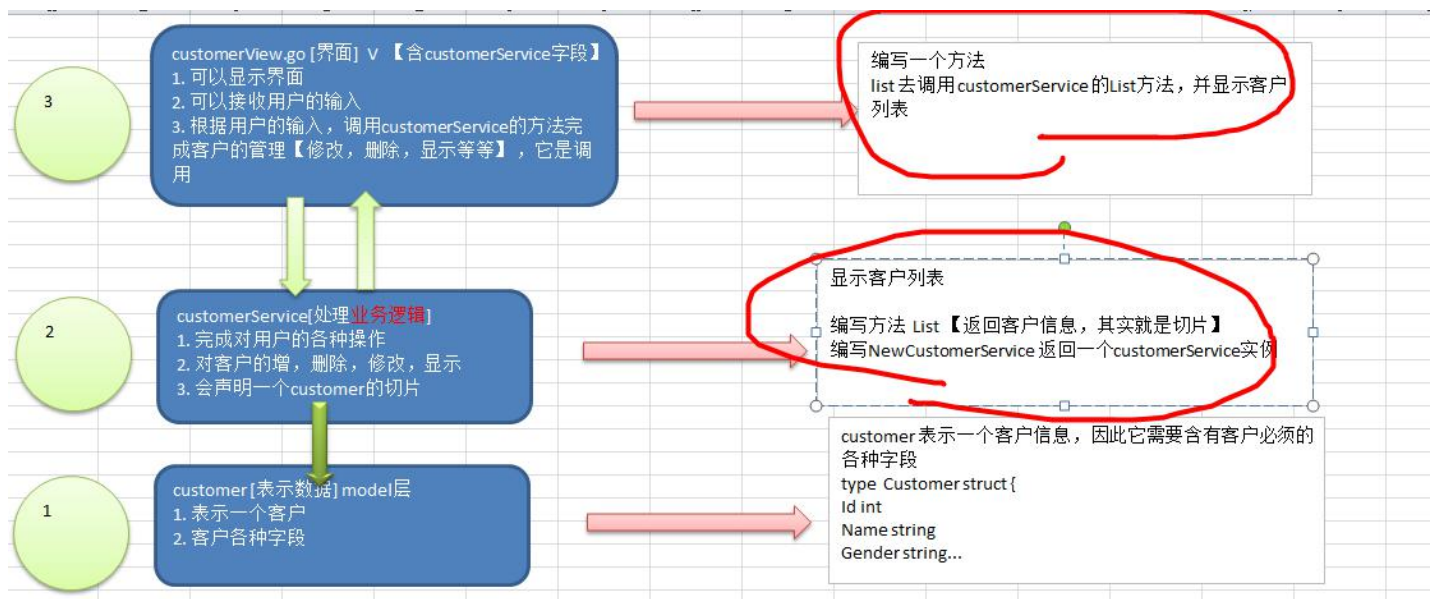 3
customerView.go [界面] V 【含customerService字段】
1. 可以显示界面
2. 可以接收用户的输入
3. 根据用户的输入，调用customerService的方法完
成客户的管理【修改，删除，显示等等】，它是调
用
编写一个方法
list 去调用customerService的List方法，并显示客户
列表
2
customerService[处理业务逻辑]
1. 完成对用户的各种操作
2. 对客户的增，删除，修改，显示
3. 会声明一个customer的切片
显示客户列表
编写方法 List【返回客户信息，其实就是切片】
编写NewCustomerService 返回一个customerService实例
1
customer [表示数据] model层
1. 表示一个客户
2. 客户各种字段
customer 表示一个客户信息，因此它需要含有客户必须的
各种字段
type Customer struct {
Id int
Name string
Gender string...